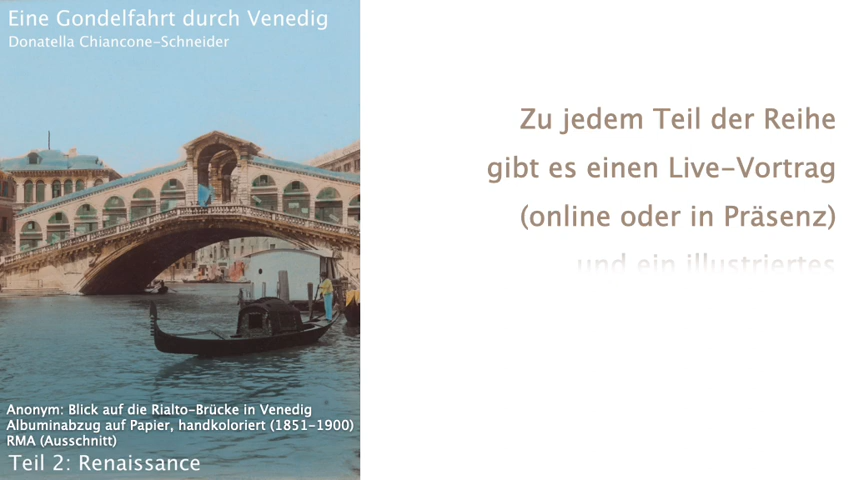 Eine Gondelfahrt durch Venedig
Donatella Chiancone-Schneider
Anonym: Blick auf die Rialto-Brücke in Venedig
Albuminabzug auf Papier, handkoloriert (1851-1900)
RMA (Ausschnitt)
Teil 2: Renaissance
Zu jedem Teil der Reihe
gibt es einen Live-Vortrag
(online oder in Präsenz)
und ein illustriertes